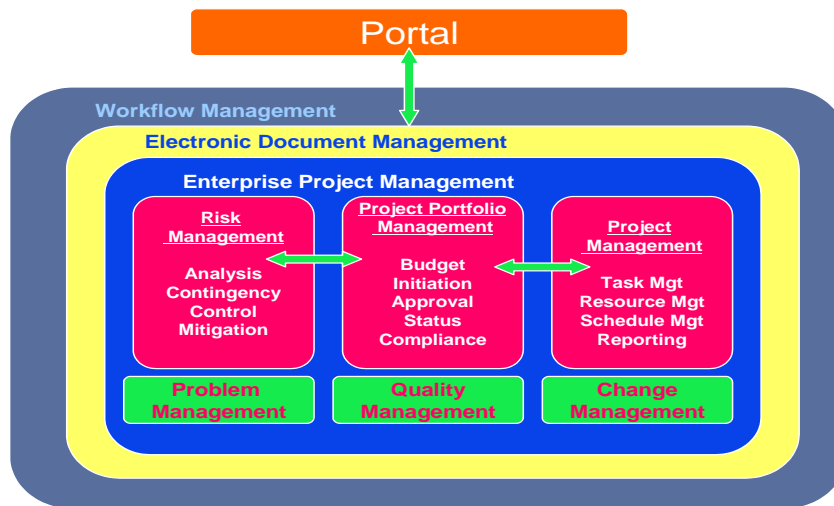 Portal
Workflow Management
Electronic Document Management
Enterprise Project Management
Risk
Management
Analysis
Contingency
Control
Mitigation
Project Portfolio
Management
Budget
Initiation
Approval
Status
Compliance
Project
Management
Task Mgt
Resource Mgt
Schedule Mgt
Reporting
Problem
Management
Quality
Management
Change
Management